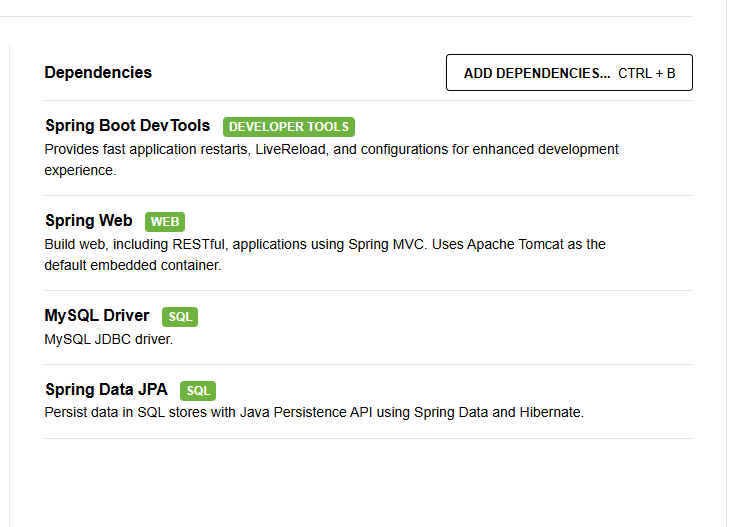 Dependencies
ADD DEPENDENCIES... CTRL + B
Spring Boot DevTools DEVELOPER TOOLS
Provides fast application restarts, LiveReload, and configurations for enhanced development
experience.
Spring Web WEB
Build web, including RESTful, applications using Spring MVC. Uses Apache Tomcat as the
default embedded container.
MySQL Driver SQL
MySQL JDBC driver.
Spring Data JPA SQL
Persist data in SQL stores with Java Persistence API using Spring Data and Hibernate.